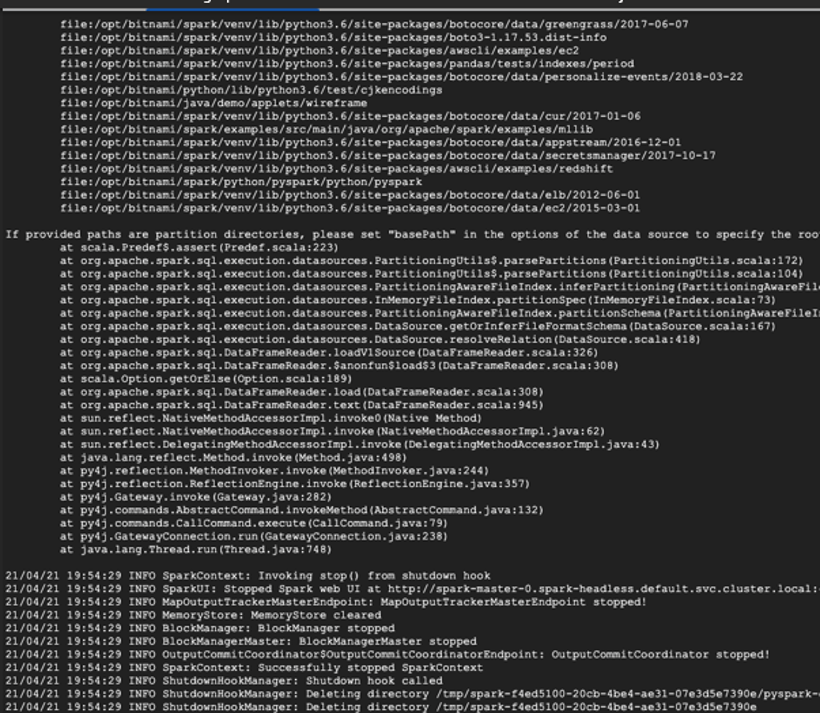 file:/opt/bitnami/spark/venv/lib/python3.6/site-packages/botocore/data/greengrass/2017-06-07
file:/opt/bitnami/spark/venv/lib/python3.6/site-packages/boto3-1.17.53.dist-info
file:/opt/bitnami/spark/venv/lib/python3.6/site-packages/awscli/examples/ec2
file:/opt/bitnami/spark/venv/lib/python3.6/site-packages/pandas/tests/indexes/period
file:/opt/bitnami/spark/venv/lib/python3.6/site-packages/botocore/data/personalize-events/2018-03-22
file:/opt/bitnami/python/lib/python3.6/test/cjkencodings
file:/opt/bitnami/java/demo/applets/wireframe
file:/opt/bitnami/spark/venv/lib/python3.6/site-packages/botocore/data/cur/2017-01-06
file:/opt/bitnami/spark/examples/src/main/java/org/apache/spark/examples/mllib
file:/opt/bitnami/spark/venv/lib/python3.6/site-packages/botocore/data/appstream/2016-12-01
file:/opt/bitnami/spark/venv/lib/python3.6/site-packages/botocore/data/secretsmanager/2017-10-17
file:/opt/bitnami/spark/venv/lib/python3.6/site-packages/awscli/examples/redshift
file:/opt/bitnami/spark/python/pyspark/python/pyspark
file:/opt/bitnami/spark/venv/lib/python3.6/site-packages/botocore/data/elb/2012-06-01
file:/opt/bitnami/spark/venv/lib/python3.6/site-packages/botocore/data/ec2/2015-03-01
If provided paths are partition directories, please set "basePath" in the options of the data source to specify the roo
at scala.Predef$.assert(Predef.scala:223)
at org.apache.spark.sql.execution.datasources.PartitioningUtils$.parsePartitions(PartitioningUtils.scala:172)
at org.apache.spark.sql.execution.datasources.PartitioningUtils$.parsePartitions(PartitioningUtils.scala:104)
at org.apache.spark.sql.execution.datasources.PartitioningAwareFileIndex.inferPartitioning(PartitioningAwareFil
at org.apache.spark.sql.execution.datasources.InMemoryFileIndex.partitionSpec(InMemoryFileIndex.scala:73)
at org.apache.spark.sql.execution.datasources.PartitioningAwareFileIndex.partitionSchema(PartitioningAwareFileI
at org.apache.spark.sql.execution.datasources.DataSource.getOrInferFileFormatSchema(DataSource.scala:167)
at org.apache.spark.sql.execution.datasources.DataSource.resolveRelation(DataSource.scala:418)
at org.apache.spark.sql.DataFrameReader.loadV1Source(DataFrameReader.scala:326)
at org.apache.spark.sql.DataFrameReader.$anonfun$load$3(DataFrameReader.scala:308)
at scala.Option.getOrElse(Option.scala:189)
at org.apache.spark.sql.DataFrameReader.load(DataFrameReader.scala:308)
at org.apache.spark.sql.DataFrameReader.text(DataFrameReader.scala:945)
at sun.reflect.NativeMethodAccessorImpl.invoke0(Native Method)
at sun.reflect.NativeMethodAccessorImpl.invoke(NativeMethodAccessorImpl.java:62)
at sun.reflect.DelegatingMethodAccessorImpl.invoke(DelegatingMethodAccessorImpl.java:43)
at java.lang.reflect.Method.invoke(Method.java:498)
at py4j.reflection.MethodInvoker.invoke(MethodInvoker.java:244)
at py4j.reflection.ReflectionEngine.invoke(ReflectionEngine.java:357)
at py4j.Gateway.invoke(Gateway.java:282)
at py4j.commands.AbstractCommand.invokeMethod(AbstractCommand.java:132)
at py4j.commands.CallCommand.execute(CallCommand.java:79)
at py4j.GatewayConnection.run(GatewayConnection.java:238)
at java.lang.Thread.run(Thread.java:748)
21/04/21 19:54:29 INFO SparkContext: Invoking stop() from shutdown hook
21/04/21 19:54:29 INFO SparkUI: Stopped Spark web UI at http://spark-master-0.spark-headless.default.svc.cluster.local:
21/04/21 19:54:29 INFO MapOutputTrackerMasterEndpoint: MapOutputTrackerMasterEndpoint stopped!
21/04/21 19:54:29 INFO MemoryStore: MemoryStore cleared
21/04/21 19:54:29 INFO BlockManager: BlockManager stopped
21/04/21 19:54:29 INFO BlockManagerMaster: BlockManagerMaster stopped
21/04/21 19:54:29 INFO OutputCommitCoordinator$OutputCommitCoordinatorEndpoint: OutputCommitCoordinator stopped!
21/04/21 19:54:29 INFO SparkContext: Successfully stopped SparkContext
21/04/21 19:54:29 INFO ShutdownHookManager: Shutdown hook called
21/04/21 19:54:29 INFO ShutdownHookManager: Deleting directory /tmp/spark-f4ed5100-20cb-4be4-ae31-07e3d5e7390e/pyspark-
21/04/21 19:54:29 INFO ShutdownHookManager: Deleting directory /tmp/spark-f4ed5100-20cb-4be4-ae31-07e3d5e7390e